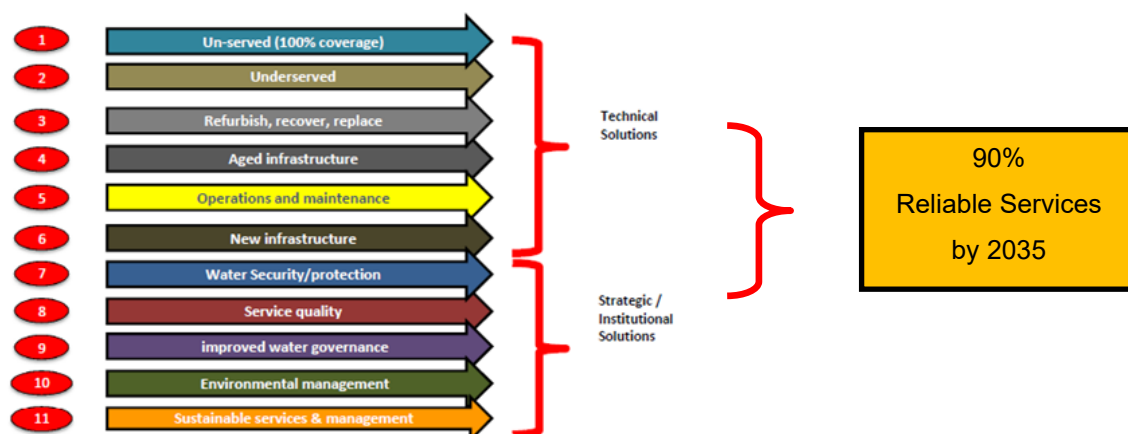 1
Un-served (100% coverage)
2
Underserved
3
Refurbish, recover, replace
4
Aged infrastructure
5
Operations and maintenance
6
New infrastructure
7
Water Security/protection
8
Service quality
9
improved water governance
10
Environmental management
11
Sustainable services & management
Technical
Solutions
Strategic /
Institutional
Solutions
90%
Reliable Services
by 2035